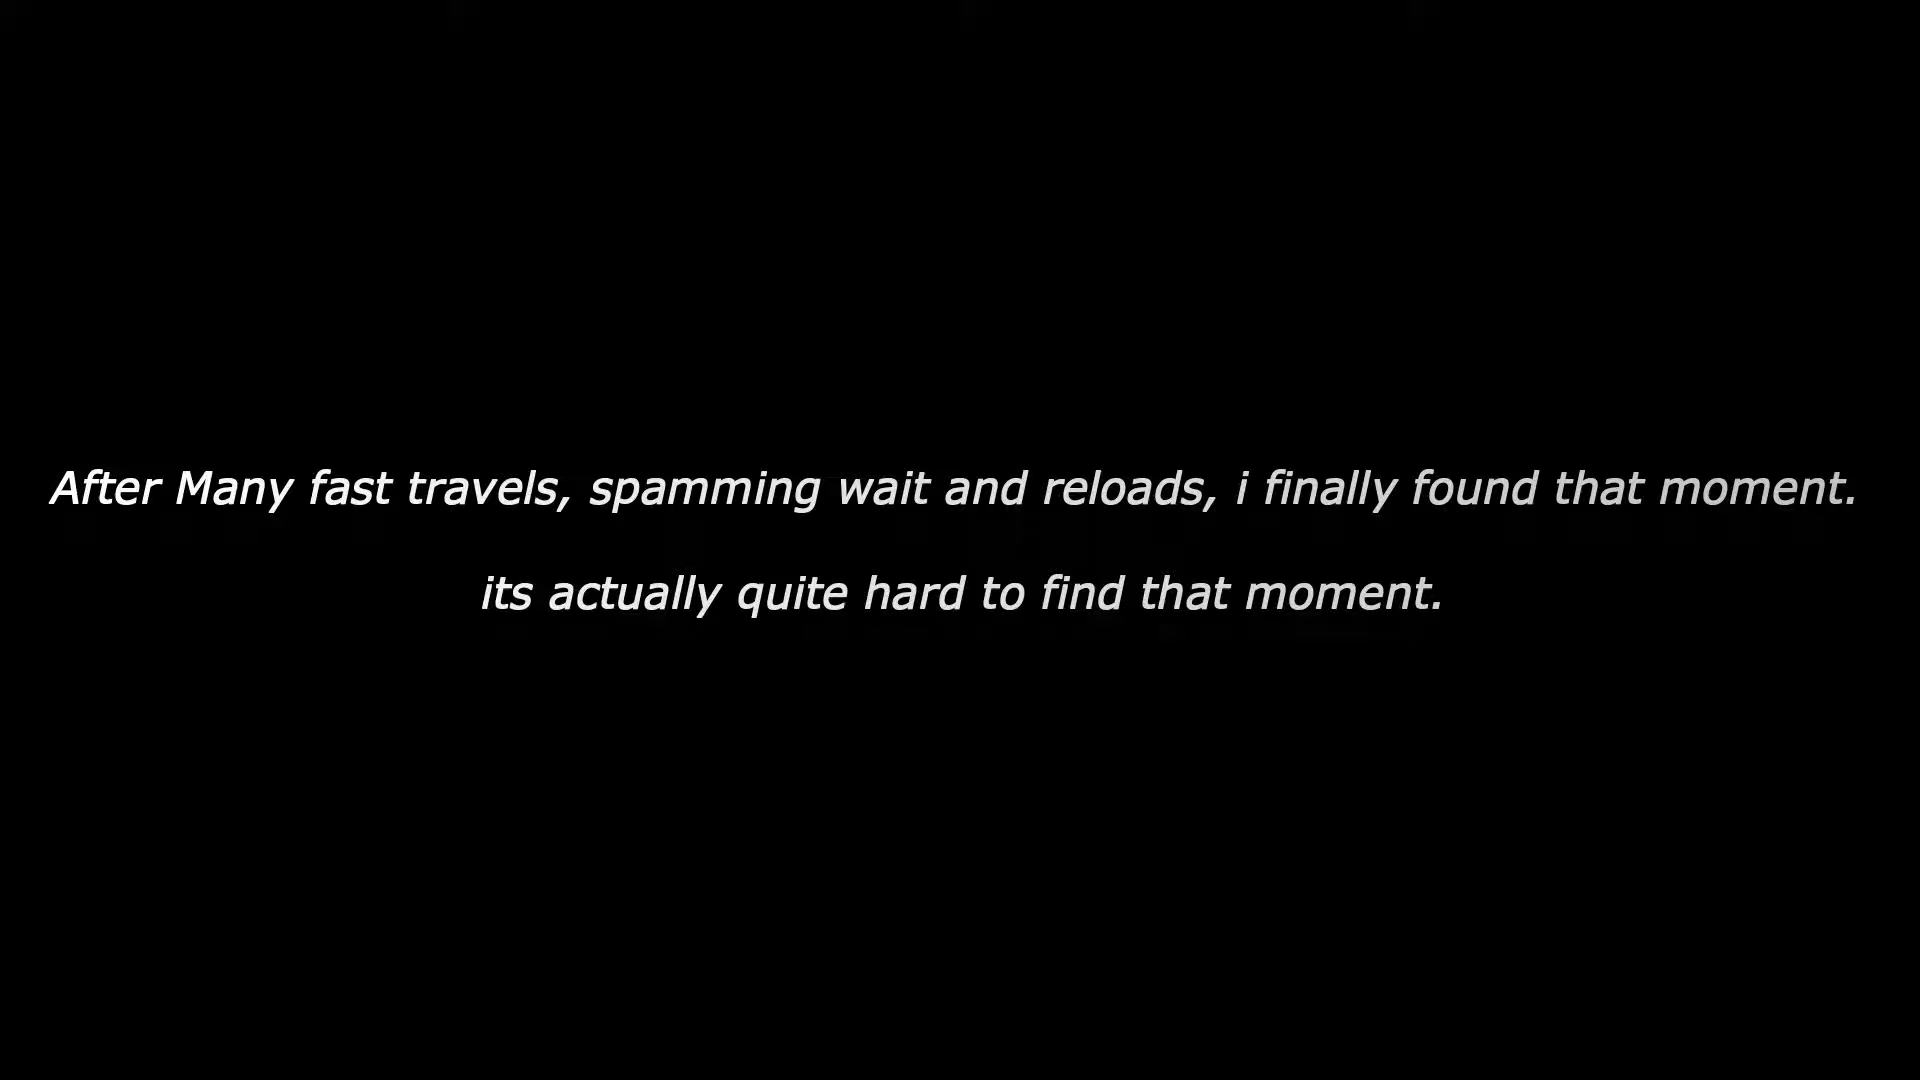 After Many fast travels, spamming wait and reloads, i finally found that moment.
its actually quite hard to find that moment.